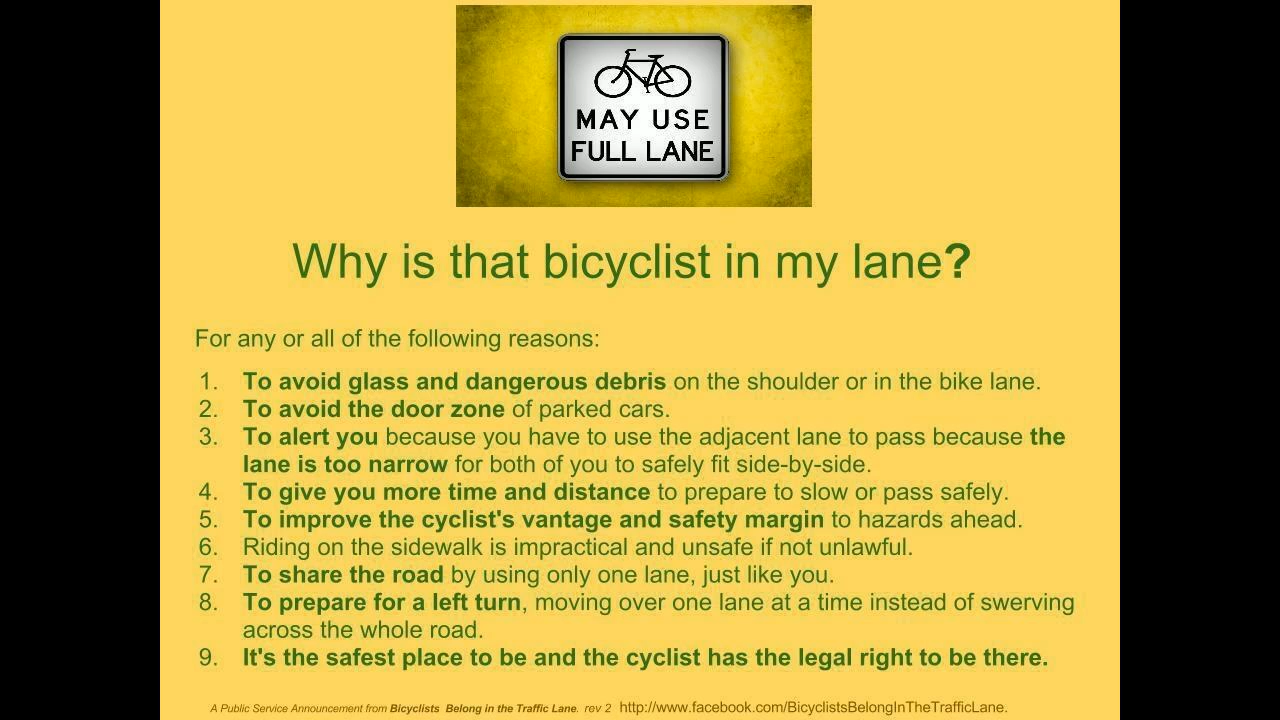 MAY USE
FULL LANE
Why is that bicyclist in my lane?
For any or all of the following reasons:
1. To avoid glass and dangerous debris on the shoulder or in the bike lane.
2. To avoid the door zone of parked cars.
3. To alert you because you have to use the adjacent lane to pass because the
lane is too narrow for both of you to safely fit side-by-side.
4. To give you more time and distance to prepare to slow or pass safely.
5. To improve the cyclist's vantage and safety margin to hazards ahead.
6. Riding on the sidewalk is impractical and unsafe if not unlawful.
7. To share the road by using only one lane, just like you.
8. To prepare for a left turn, moving over one lane at a time instead of swerving
across the whole road.
9. It's the safest place to be and the cyclist has the legal right to be there.
A Public Service Announcement from Bicyclists Belong in the Traffic Lane. rev 2 http://www.facebook.com/BicyclistsBelongInTheTrafficLane.